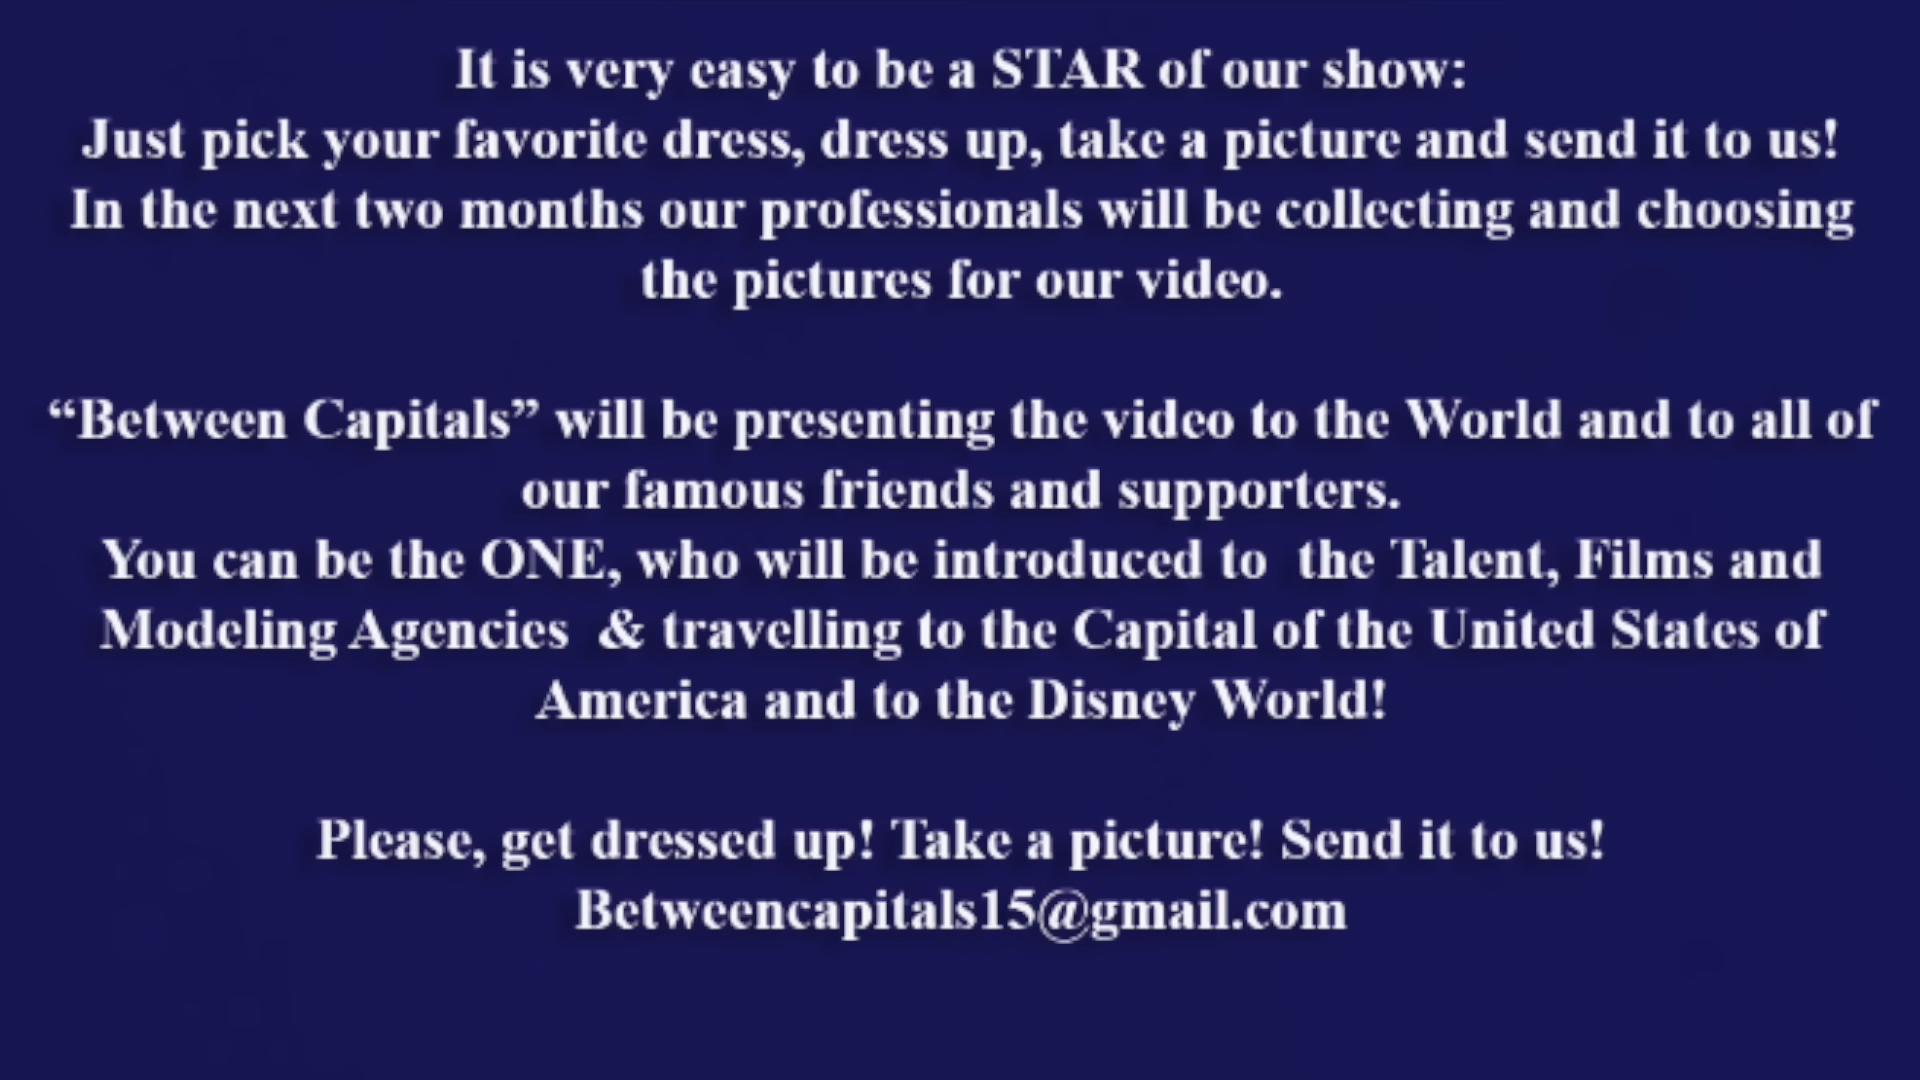 It is very easy to be a STAR of our show:
Just pick your favorite dress, dress up, take a picture and send it to us!
In the next two months our professionals will be collecting and choosing
the pictures for our video.
“Between Capitals” will be presenting the video to the World and to all of
our famous friends and supporters.
You can be the ONE, who will be introduced to  the Talent, Films and
Modeling Agencies  & travelling to the Capital of the United States of
America and to the Disney World!
Please, get dressed up! Take a picture! Send it to us!
Betweencapitals15@gmail.com